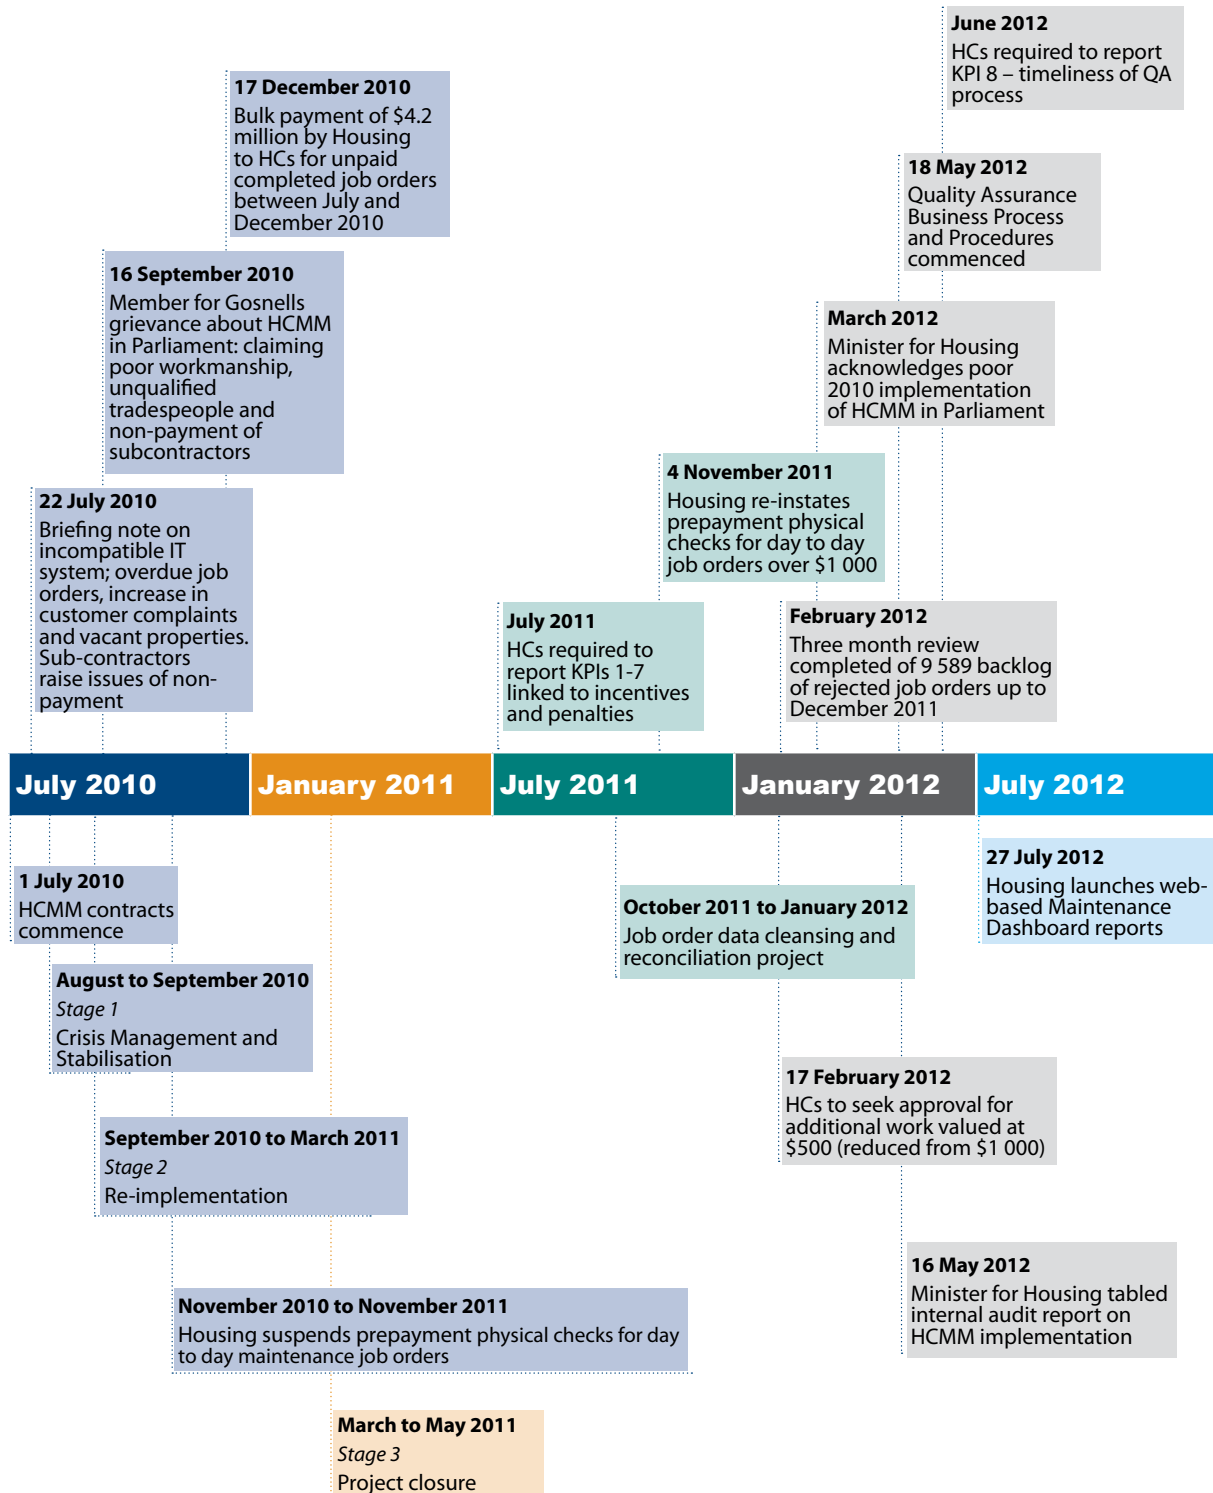 June 2012
HCs required to report
KPI 8 – timeliness of QA
process
17 December 2010
Bulk payment of $4.2
million by Housing
to HCs for unpaid
completed job orders
between July and
December 2010
18 May 2012
Quality Assurance
Business Process
and Procedures
commenced
16 September 2010
Member for Gosnells
grievance about HCMM
in Parliament: claiming
poor workmanship,
unqualified
tradespeople and
non-payment of
subcontractors
March 2012
Minister for Housing
acknowledges poor
2010 implementation
of HCMM in Parliament
4 November 2011
Housing re-instates
prepayment physical
checks for day to day
job orders over $1 000
22 July 2010
Briefing note on
incompatible IT
system; overdue job
orders, increase in
customer complaints
and vacant properties.
Sub-contractors
raise issues of non-
payment
July 2011
HCs required to
report KPIs 1-7
linked to incentives
and penalties
February 2012
Three month review
completed of 9 589 backlog
of rejected job orders up to
December 2011
July 2010
January 2011
July 2011
January 2012
July 2012
1 July 2010
HCMM contracts
commence
27 July 2012
Housing launches web-
based Maintenance
Dashboard reports
October 2011 to January 2012
Job order data cleansing and
reconciliation project
August to September 2010
Stage 1
Crisis Management and
Stabilisation
17 February 2012
HCs to seek approval for
additional work valued at
$500 (reduced from $1 000)
September 2010 to March 2011
Stage 2
Re-implementation
16 May 2012
Minister for Housing tabled
internal audit report on
HCMM implementation
November 2010 to November 2011
Housing suspends prepayment physical checks for day
to day maintenance job orders
March to May 2011
Stage 3
Project closure